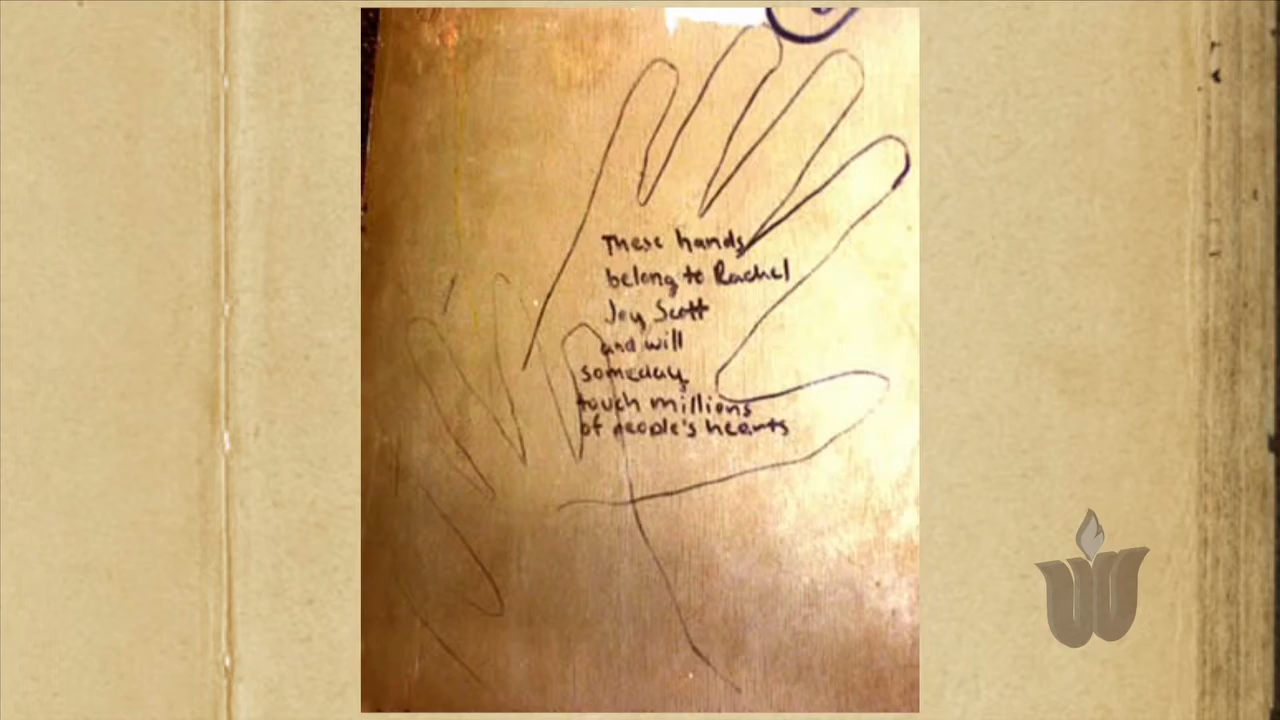 These hands
belong to Rachel
Joy Scott
and will
someday
touch millions
of people's hearts